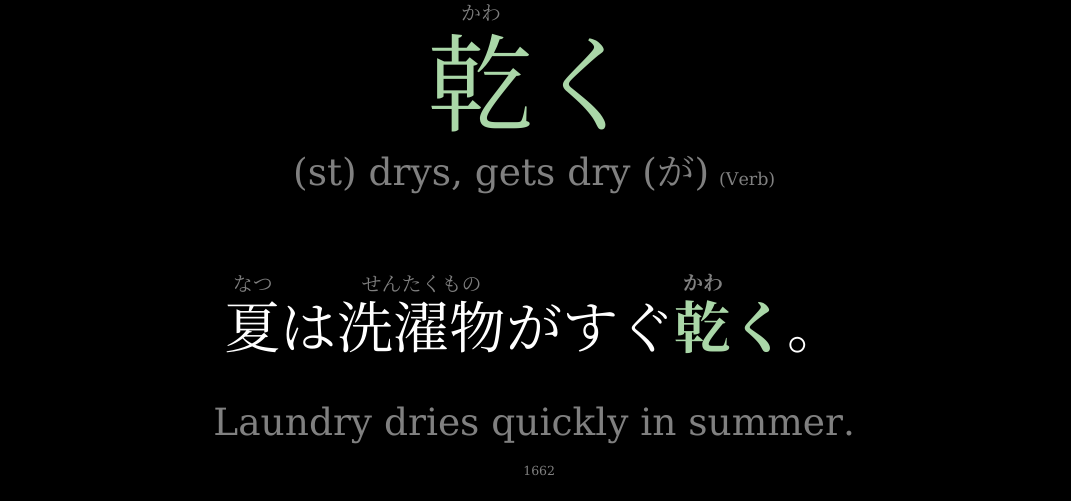 かわ
乾く
(st) drys, gets dry (が) (Verb)
なつ せんたくもの かわ
夏は洗濯物がすぐ乾く。
Laundry dries quickly in summer.
1662